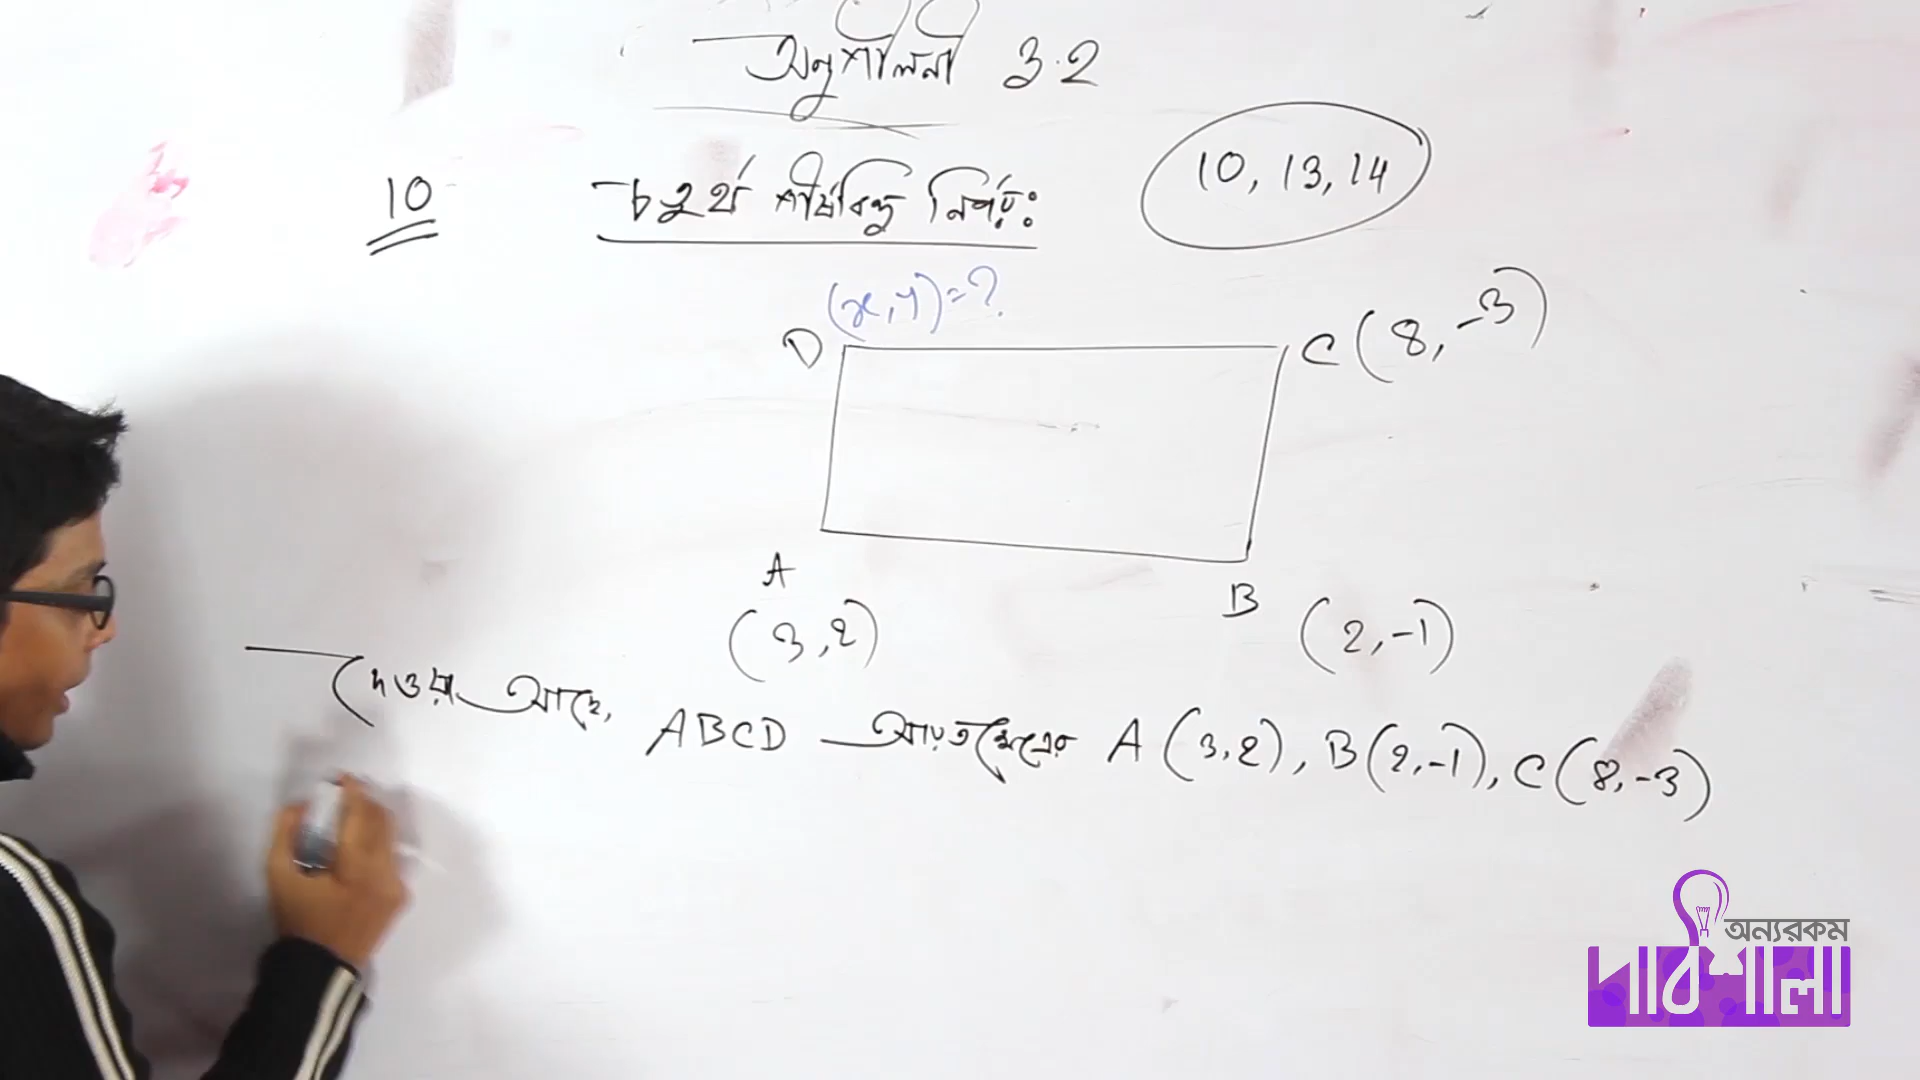 অনুশীলনী 3.2
10, 13, 14
10 চতুর্থ শীর্ষবিন্দু নির্ণয়:
(x, y) = ?
D
C (8, -3)
A
B
(3, 2)
(2, -1)
দেওয়া আছে, ABCD আয়তক্ষেত্রের A (3, 2), B (2, -1), C (8, -3)
অন্যরকম
পাঠশালা